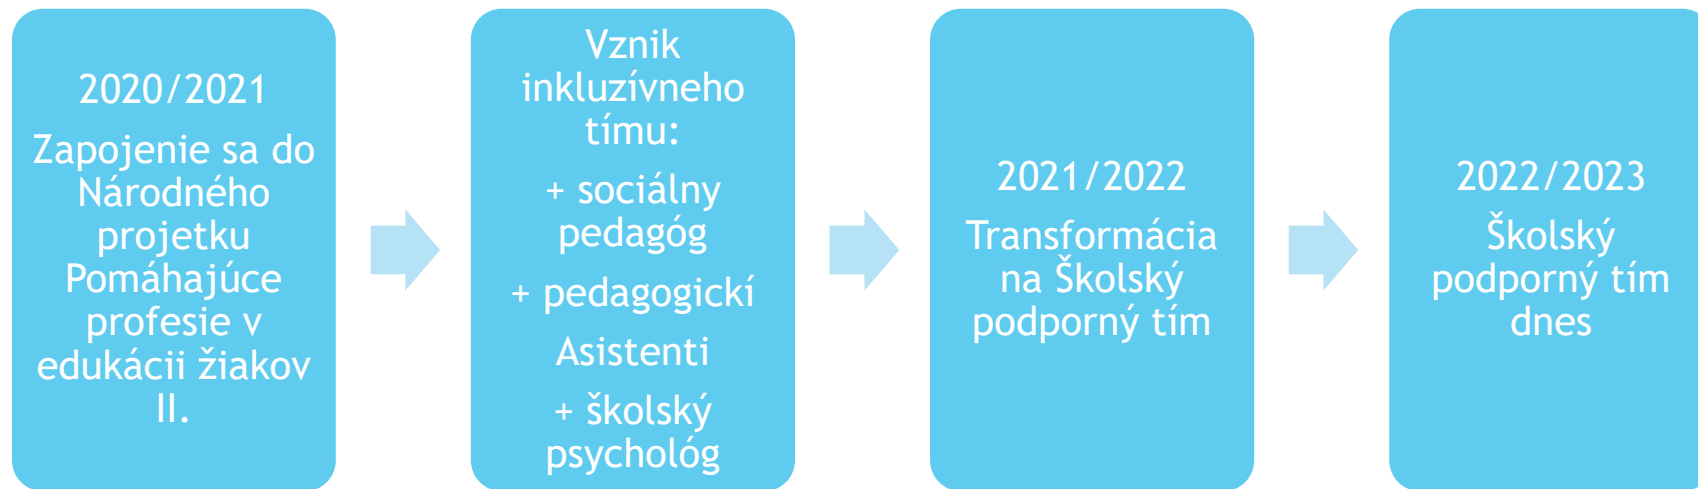 2020/2021
Zapojenie sa do
Národného
projetku
Pomáhajúce
profesie v
edukácii žiakov
II.
Vznik
inkluzívneho
tímu:
+ sociálny
pedagóg
+ pedagogickí
Asistenti
+ školský
psychológ
2021/2022
Transformácia
na Školský
podporný tím
2022/2023
Školský
podporný tím
dnes